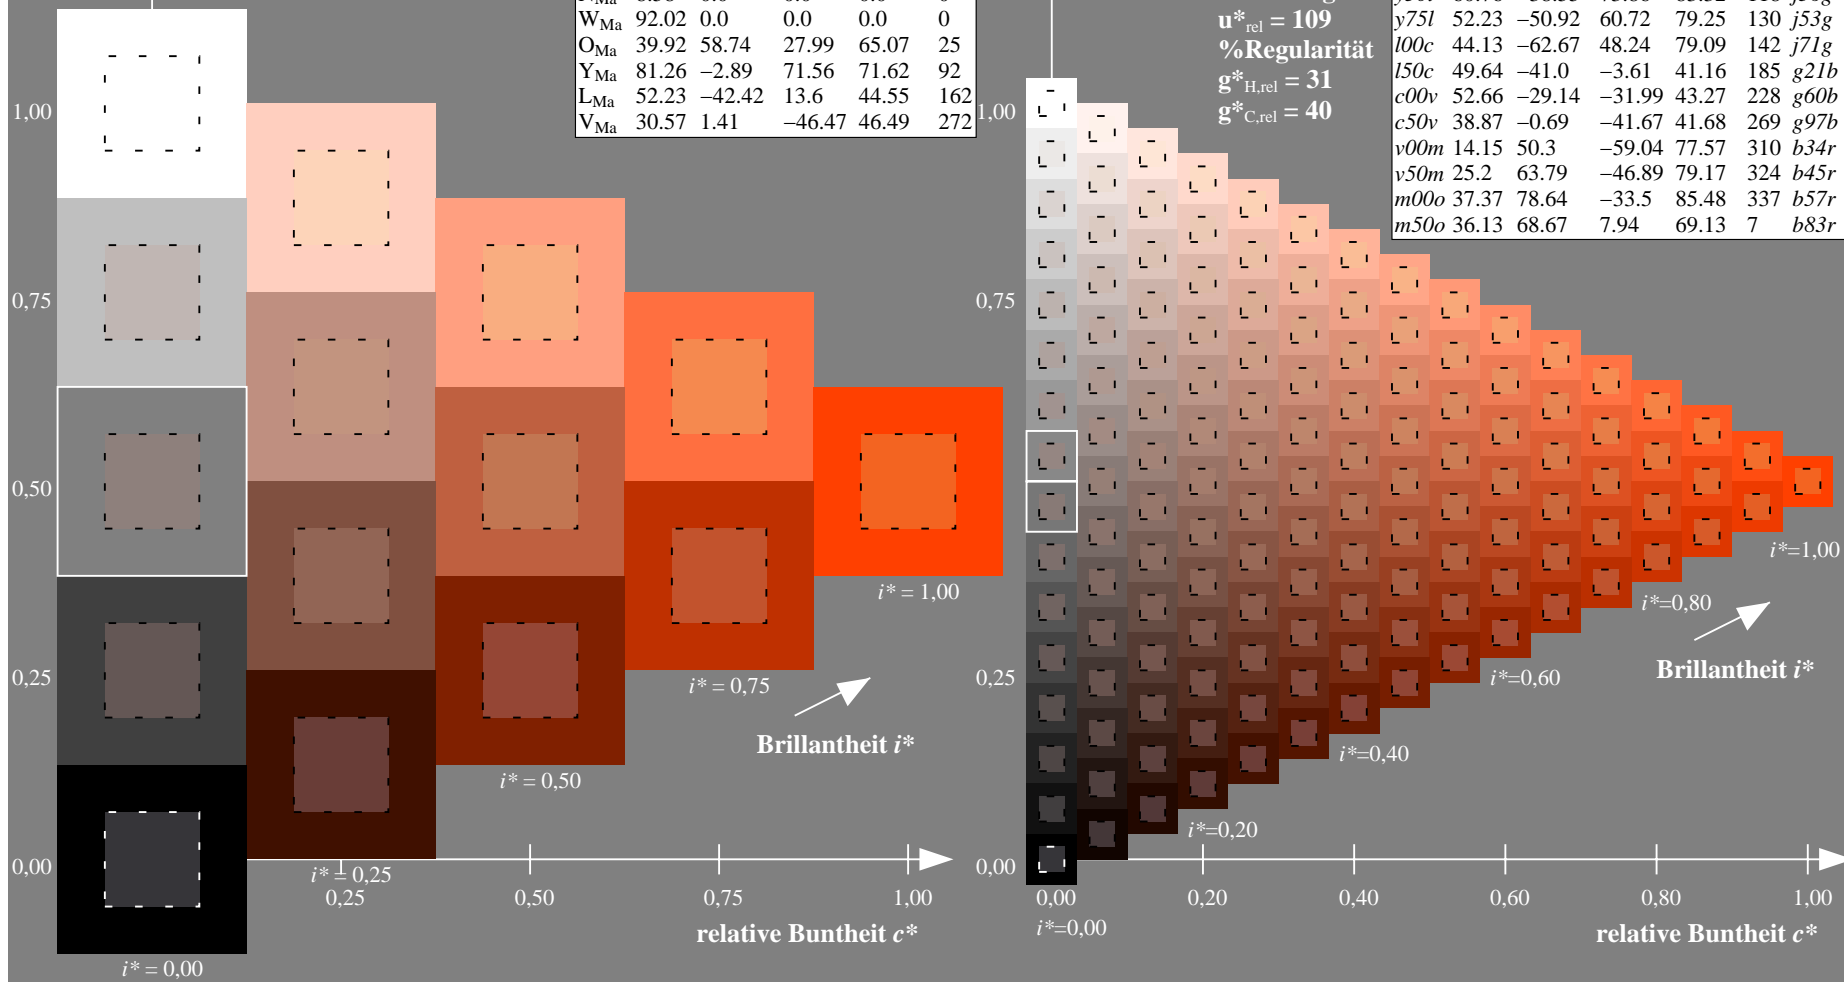 W Ma 92.02 0.0 0.0 0.0 0
O Ma 39.92 58.74 27.99 65.07 25
Y Ma 81.26 −2.89 71.56 71.62 92
L Ma 52.23 −42.42 13.6 44.55 162
V Ma 30.57 1.41 −46.47 46.49 272
u*rel = 109
%Regularität
g*H,rel = 31
g*C,rel = 40
y75l 52.23 −50.92 60.72 79.25 130 j53g
l00c 44.13 −62.67 48.24 79.09 142 j71g
l50c 49.64 −41.0 −3.61 41.16 185 g21b
c00v 52.66 −29.14 −31.99 43.27 228 g60b
c50v 38.87 −0.69 −41.67 41.68 269 g97b
v00m 14.15 50.3 −59.04 77.57 310 b34r
v50m 25.2 63.79 −46.89 79.17 324 b45r
m00o 37.37 78.64 −33.5 85.48 337 b57r
m50o 36.13 68.67 7.94 69.13 7 b83r
1,00
0,75
0,50
0,25
0,00
i* = 1,00
i* = 0,75
Brillantheit i*
i* = 0,50
i* = 0,25
0,25 0,50 0,75 1,00
relative Buntheit c*
i* = 0,00
1,00
0,75
0,50
0,25
0,00
i*=1,00
i*=0,80
Brillantheit i*
i*=0,60
i*=0,40
i*=0,20
0,00 0,20 0,40 0,60 0,80 1,00
i*=0,00
relative Buntheit c*